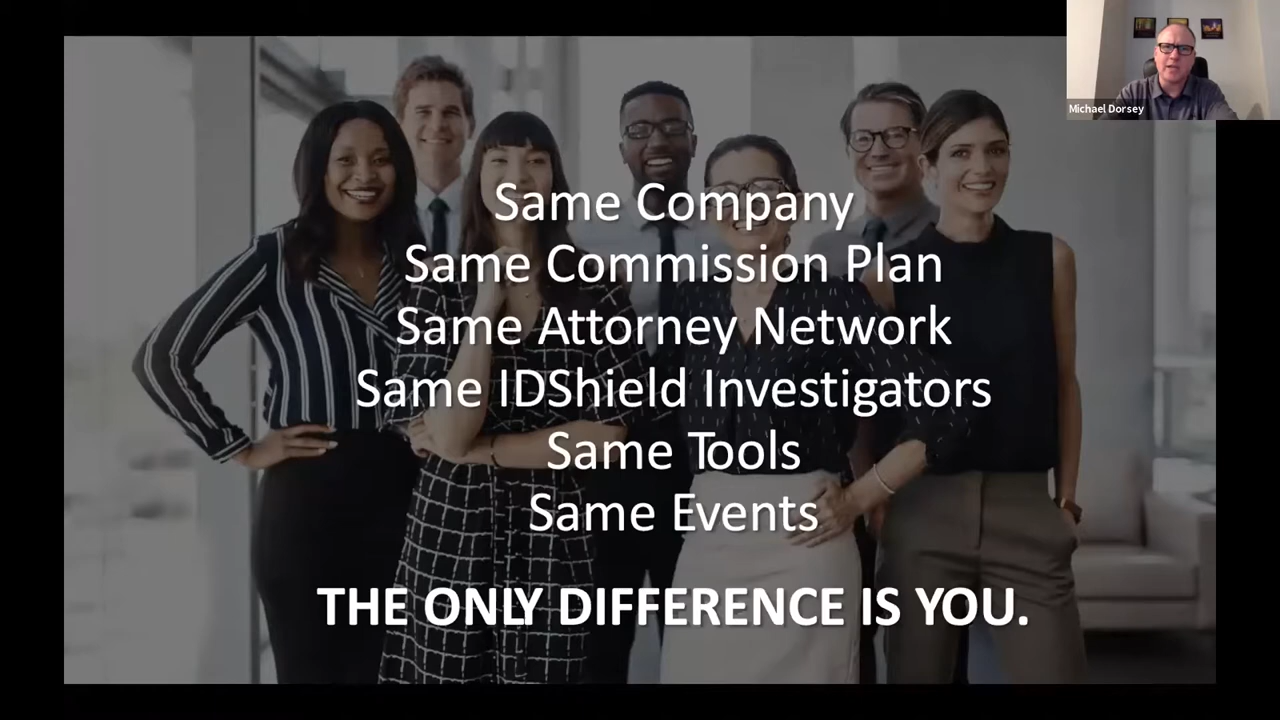 Michael Dorsey
Same Company
Same Commission Plan
Same Attorney Network
Same IDShield Investigators
Same Tools
Same Events
THE ONLY DIFFERENCE IS YOU.